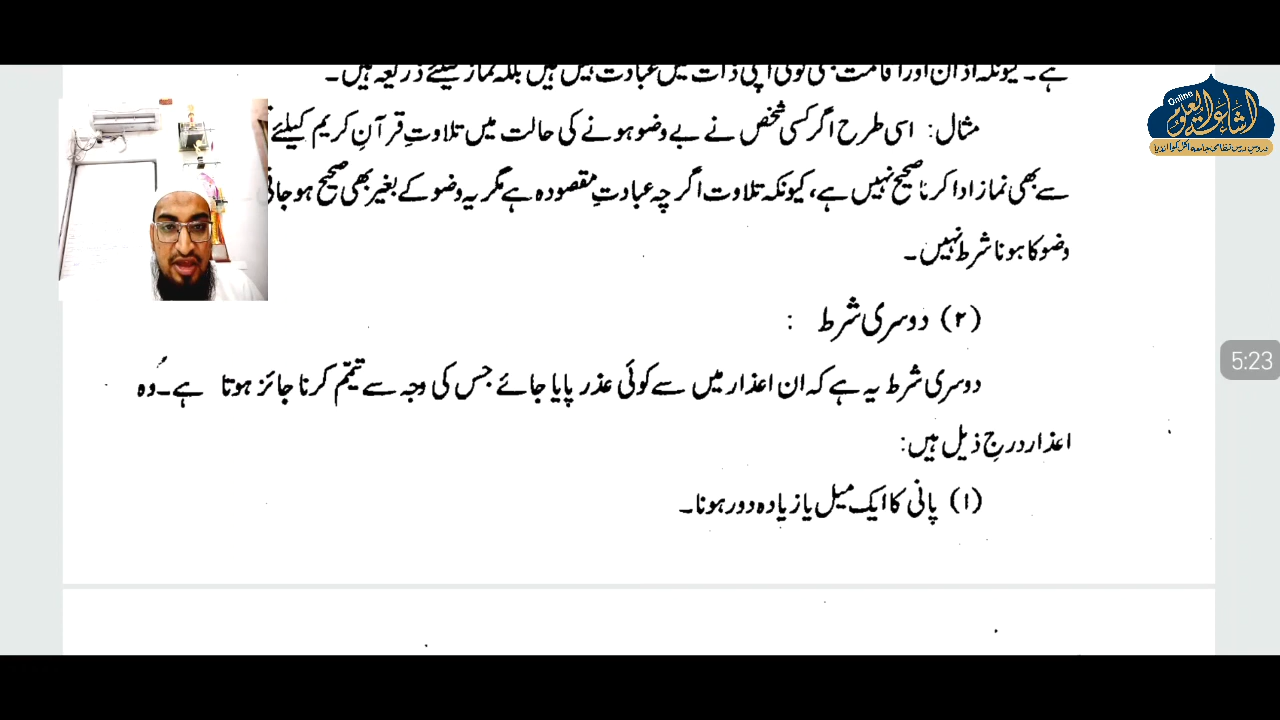 ہے۔ کیونکہ اذان اور اقامت بھی کوئی اپنی ذات میں عبادت نہیں ہیں بلکہ نماز کیلئے ذریعہ ہیں۔
مثال: اسی طرح اگر کسی شخص نے بے وضو ہونے کی حالت میں تلاوتِ قرآنِ کریم کیلئے
سے بھی نماز ادا کرنا صحیح نہیں ہے، کیونکہ تلاوت اگرچہ عبادتِ مقصودہ ہے مگر یہ وضو کے بغیر بھی صحیح ہو جاتی
وضو کا ہونا شرط نہیں۔
(۲) دوسری شرط :
دوسری شرط یہ ہے کہ ان اعذار میں سے کوئی عذر پایا جائے جس کی وجہ سے تیمّم کرنا جائز ہوتا ہے۔ وہ
اعذار درجِ ذیل ہیں:
(۱) پانی کا ایک میل یا زیادہ دور ہونا۔
Online
اشاعۃ العلوم
5:23